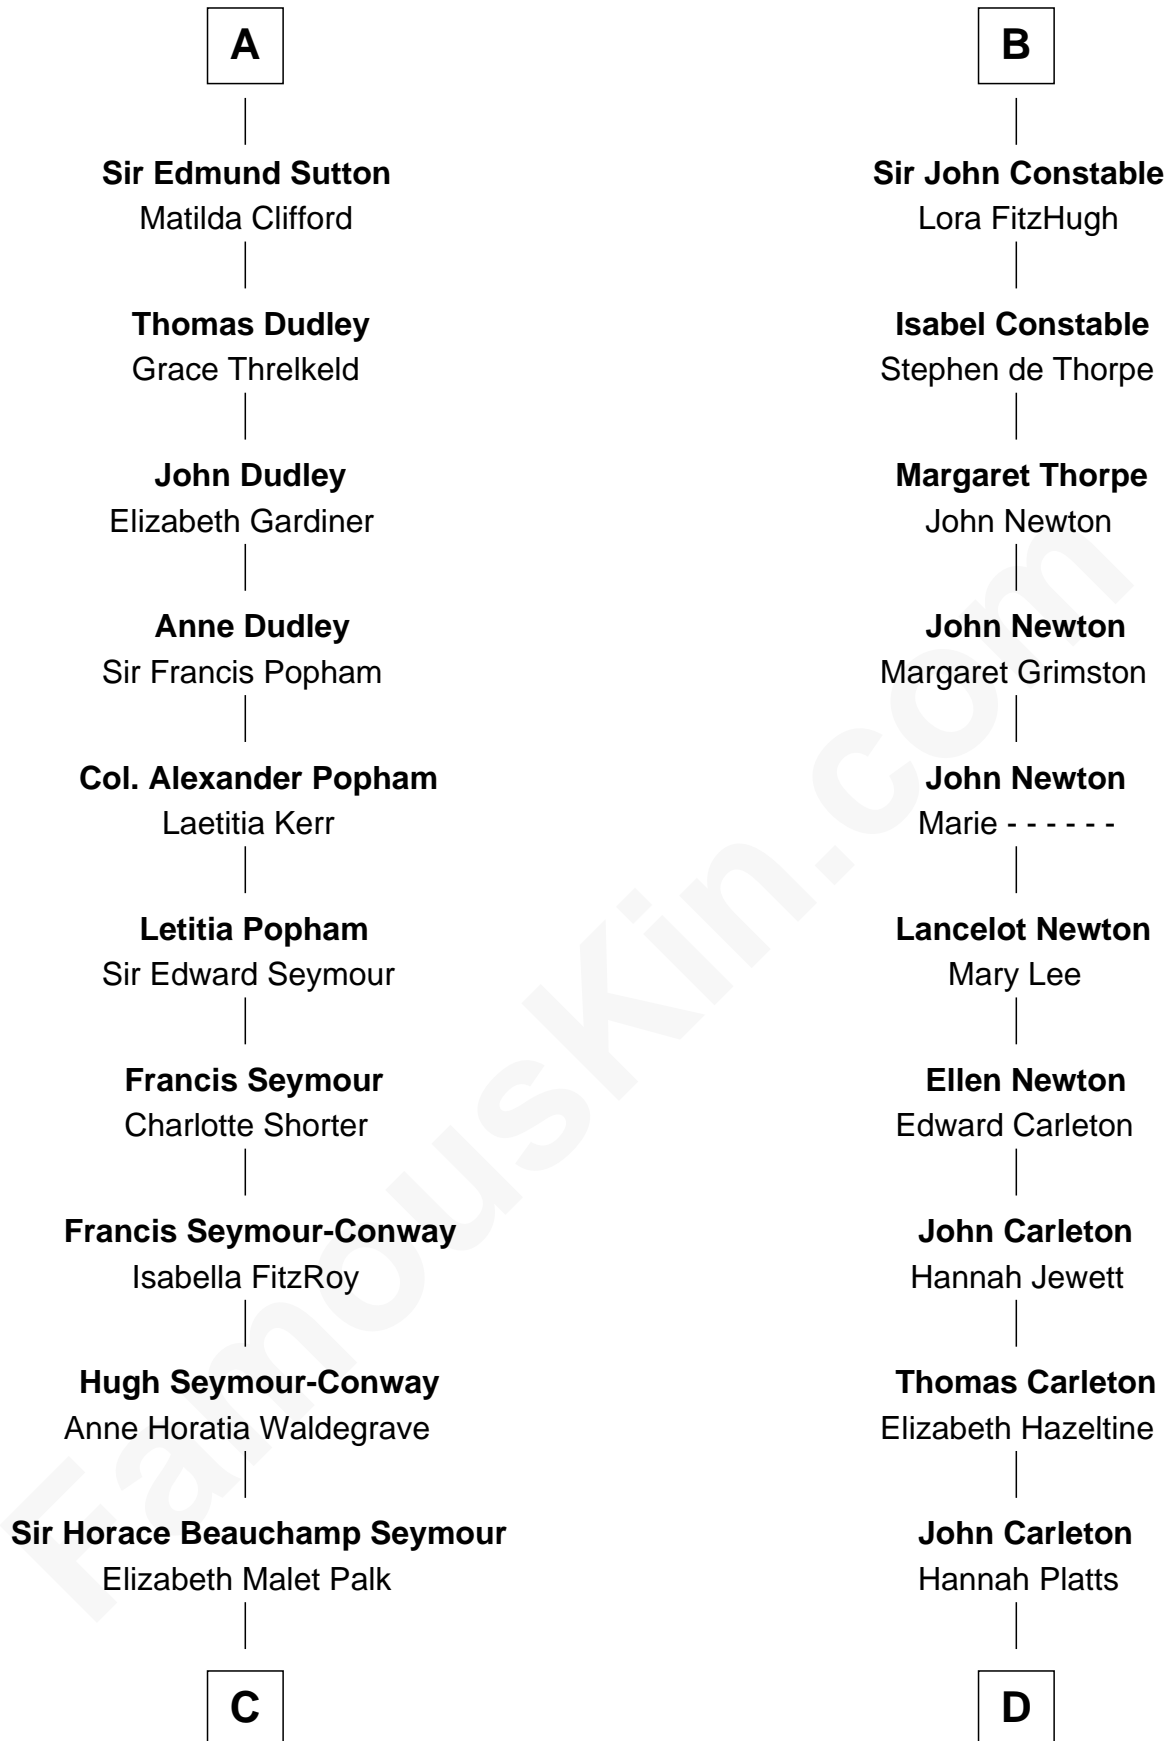 A
Sir Edmund Sutton
Matilda Clifford
Thomas Dudley
Grace Threlkeld
John Dudley
Elizabeth Gardiner
Anne Dudley
Sir Francis Popham
Col. Alexander Popham
Laetitia Kerr
Letitia Popham
Sir Edward Seymour
Francis Seymour
Charlotte Shorter
Francis Seymour-Conway
Isabella FitzRoy
Hugh Seymour-Conway
Anne Horatia Waldegrave
Sir Horace Beauchamp Seymour
Elizabeth Malet Palk
C
B
Sir John Constable
Lora FitzHugh
Isabel Constable
Stephen de Thorpe
Margaret Thorpe
John Newton
John Newton
Margaret Grimston
John Newton
Marie - - - - - -
Lancelot Newton
Mary Lee
Ellen Newton
Edward Carleton
John Carleton
Hannah Jewett
Thomas Carleton
Elizabeth Hazeltine
John Carleton
Hannah Platts
D
FamousKin.com